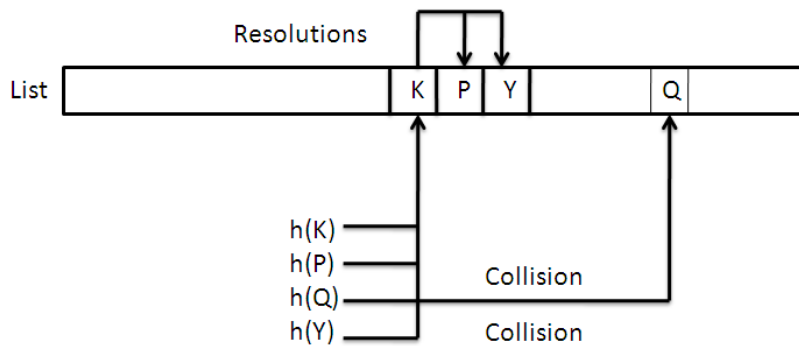 Resolutions
List K P Y Q
h(K)
h(P)
h(Q) Collision
h(Y) Collision